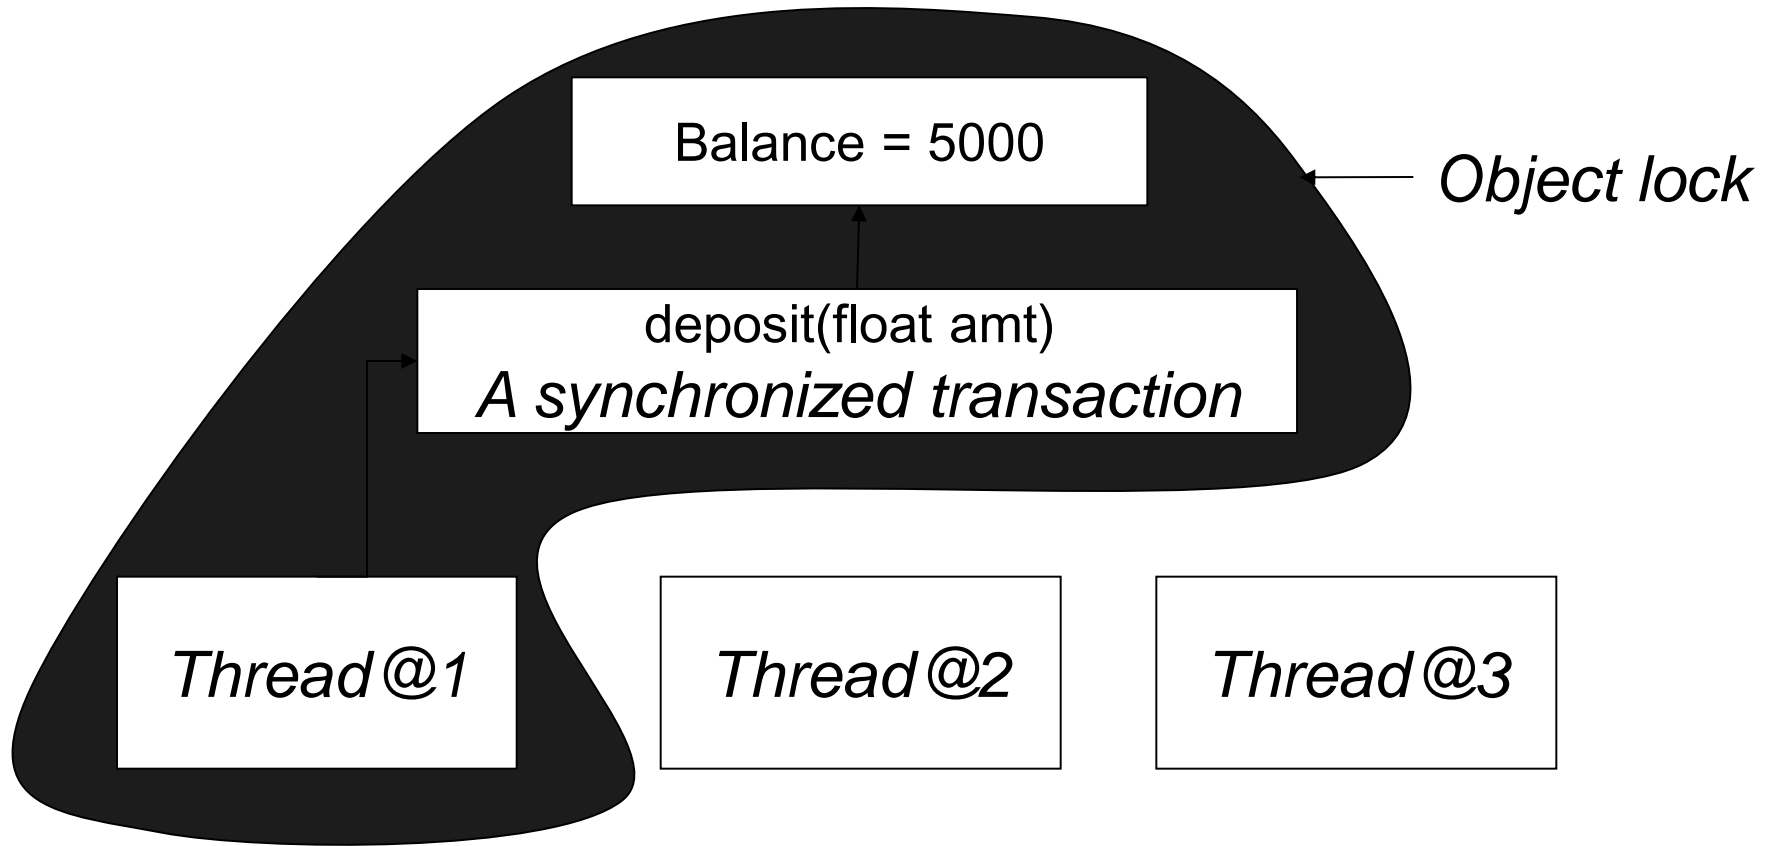 Balance = 5000
Object lock
deposit(float amt)
A synchronized transaction
Thread@1
Thread@2
Thread@3